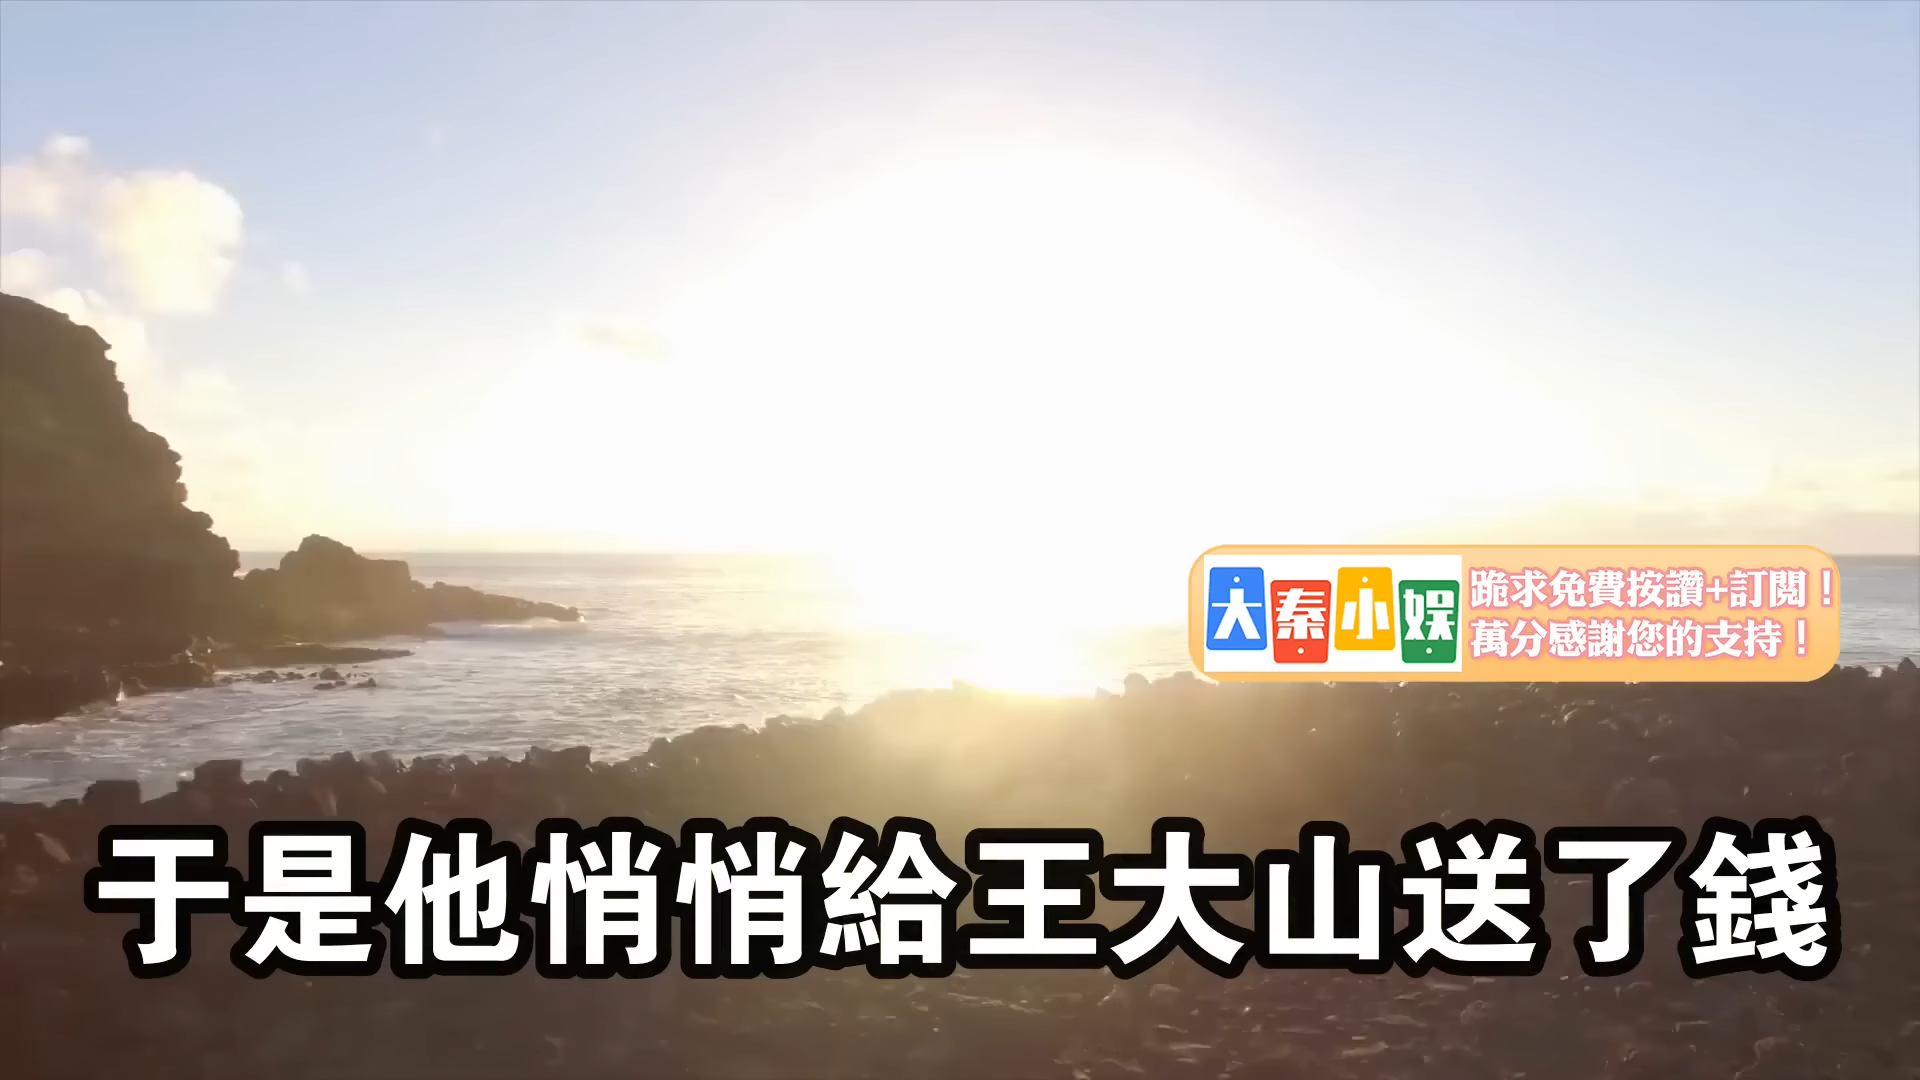 大秦小娱
跪求免費按讚+訂閱！
萬分感謝您的支持！
于是他悄悄給王大山送了錢